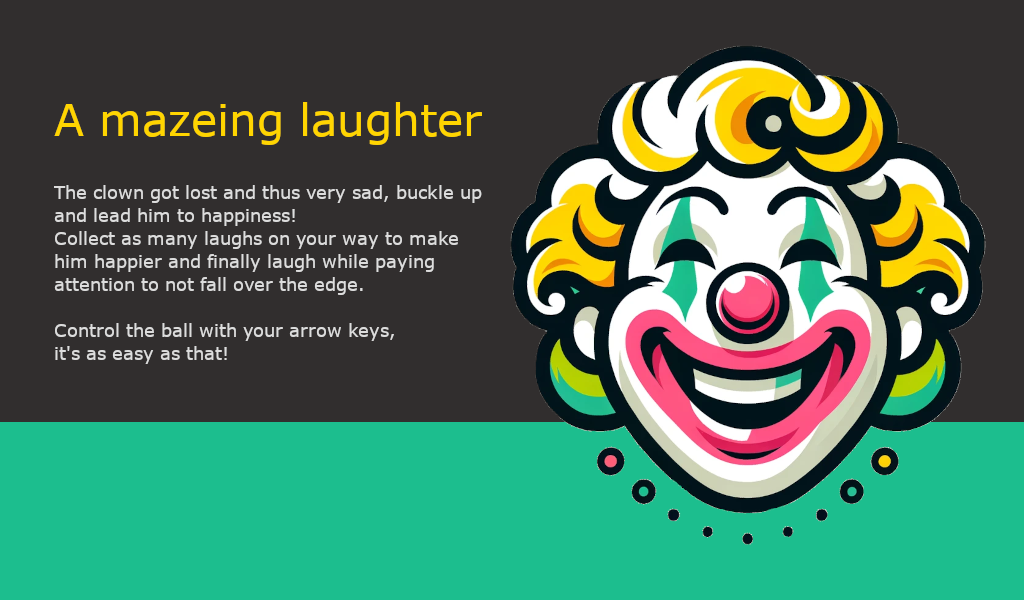 A mazeing laughter
The clown got lost and thus very sad, buckle up
and lead him to happiness!
Collect as many laughs on your way to make
him happier and finally laugh while paying
attention to not fall over the edge.
Control the ball with your arrow keys,
it's as easy as that!